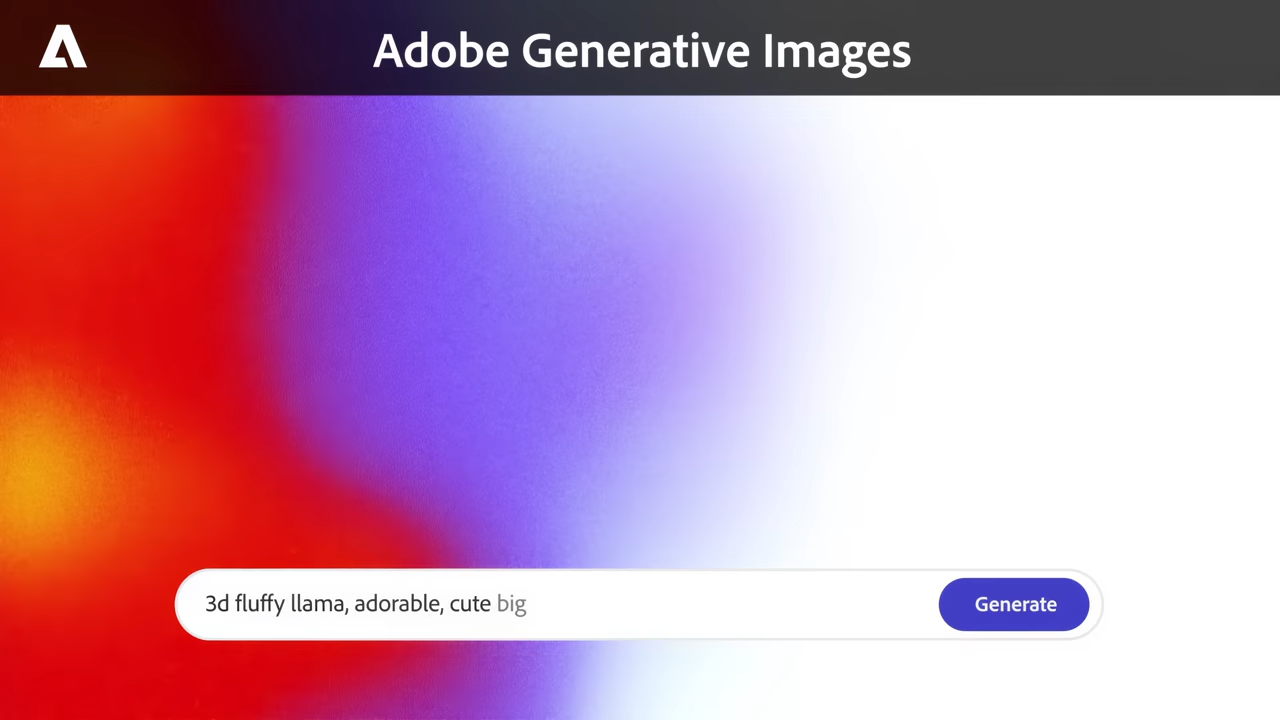 Adobe Generative Images
3d fluffy llama, adorable, cute big
Generate